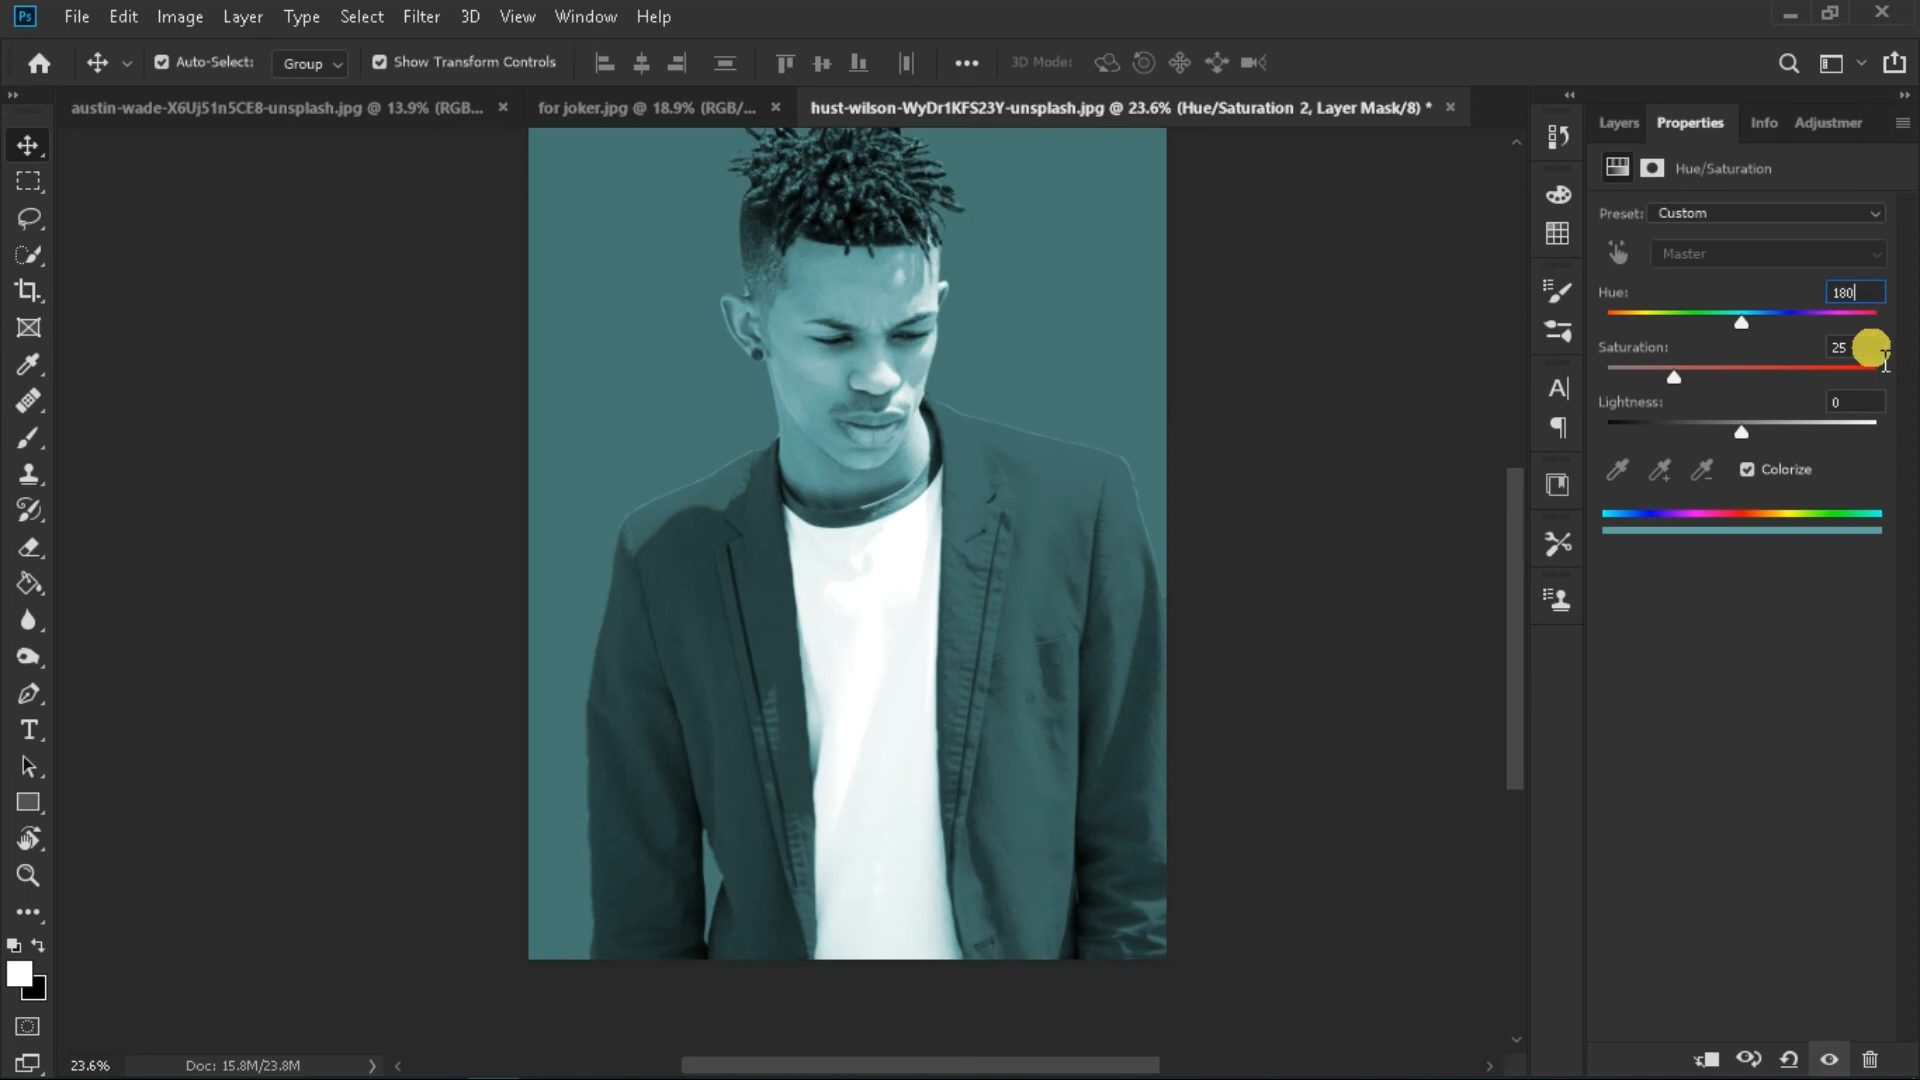 Ps File Edit Image Layer Type Select Filter 3D View Window Help
Auto-Select: Group Show Transform Controls 3D Mode:
austin-wade-X6Uj51n5CE8-unsplash.jpg @ 13.9% (RGB... × for joker.jpg @ 18.9% (RGB/... × hust-wilson-WyDr1KFS23Y-unsplash.jpg @ 23.6% (Hue/Saturation 2, Layer Mask/8) * ×
Layers Properties Info Adjustmer
Hue/Saturation
Preset: Custom
Master
Hue: 180
Saturation: 25
Lightness: 0
Colorize
23.6% Doc: 15.8M/23.8M